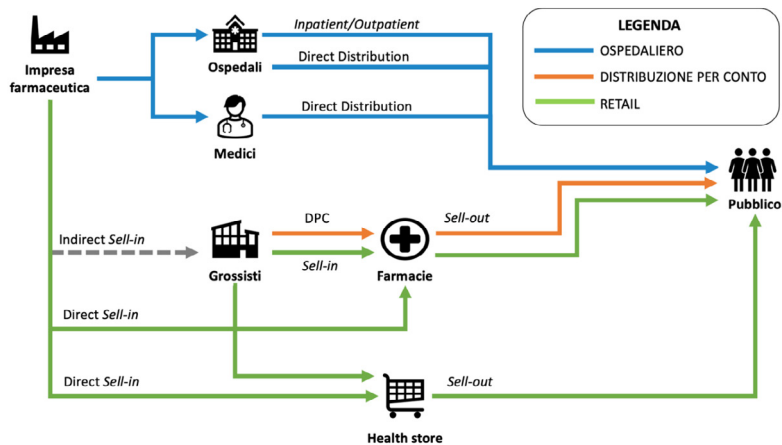 Impresa
farmaceutica
Inpatient/Outpatient
Ospedali
Direct Distribution
Direct Distribution
Medici
LEGENDA
OSPEDALIERO
DISTRIBUZIONE PER CONTO
RETAIL
Pubblico
Indirect Sell-in
Grossisti
DPC
Sell-in
Farmacie
Sell-out
Direct Sell-in
Direct Sell-in
Sell-out
Health store